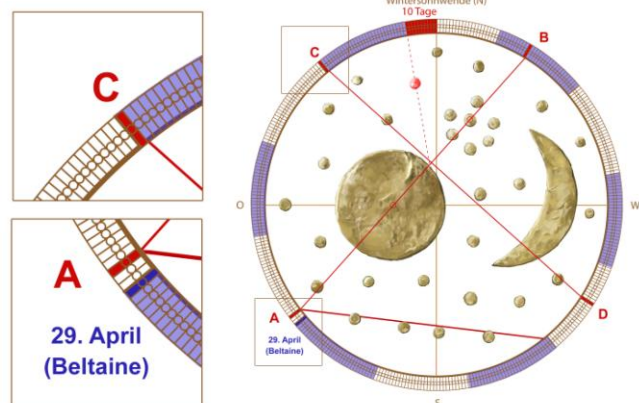 C
A
29. April
(Beltaine)
Wintersonnwende (N)
10 Tage
C
B
O
W
A
D
29. April
(Beltaine)
S